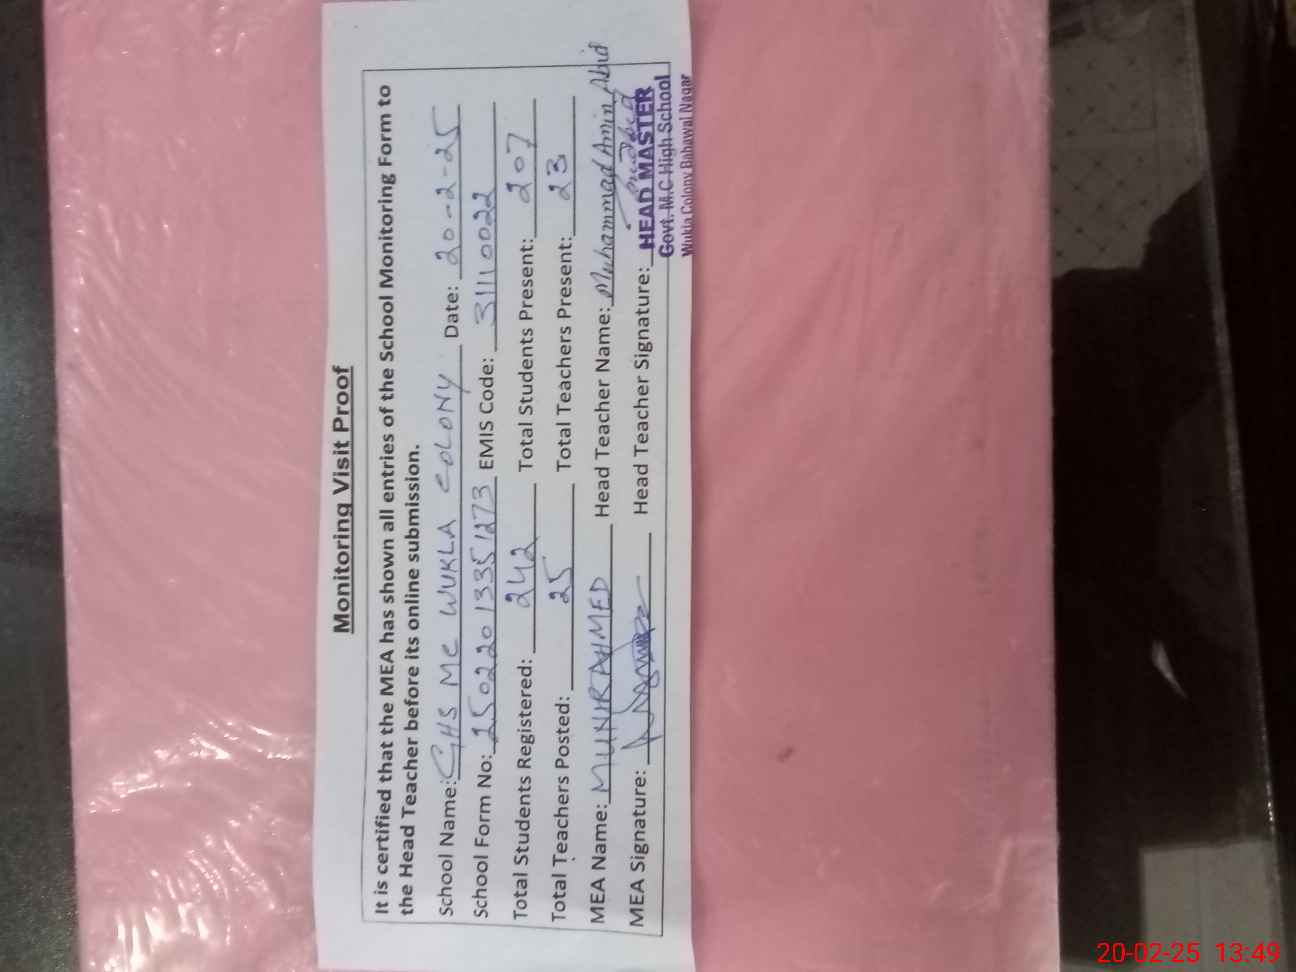 Monitoring Visit Proof
It is certified that the MEA has shown all entries of the School Monitoring Form to
the Head Teacher before its online submission.
School Name: GHS MC WUKLA COLONY Date: 20-2-25
School Form No: 25022013351273 EMIS Code: 31110022
Total Students Registered: 242 Total Students Present: 207
Total Teachers Posted: 25 Total Teachers Present: 23
MEA Name: MUNIR AHMED Head Teacher Name: Muhammad Amin Abid
MEA Signature: Head Teacher Signature:
HEAD MASTER
Govt. M.C High School
Wukla Colony Bahawal Nagar
20-02-25 13:49